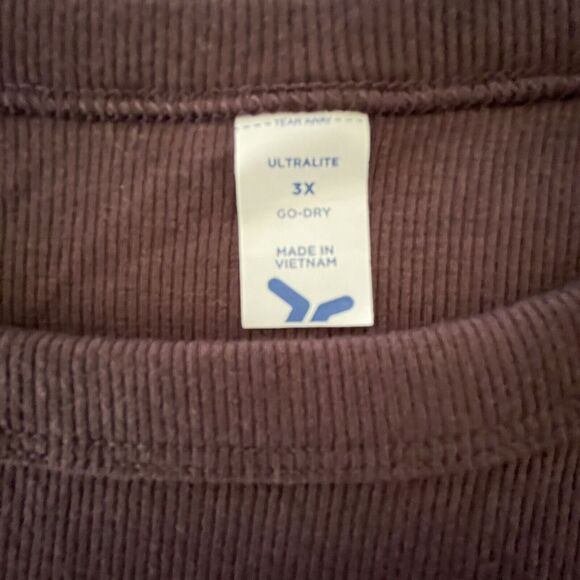 TEAR AWAY
ULTRALITE
3X
GO-DRY
MADE IN
VIETNAM